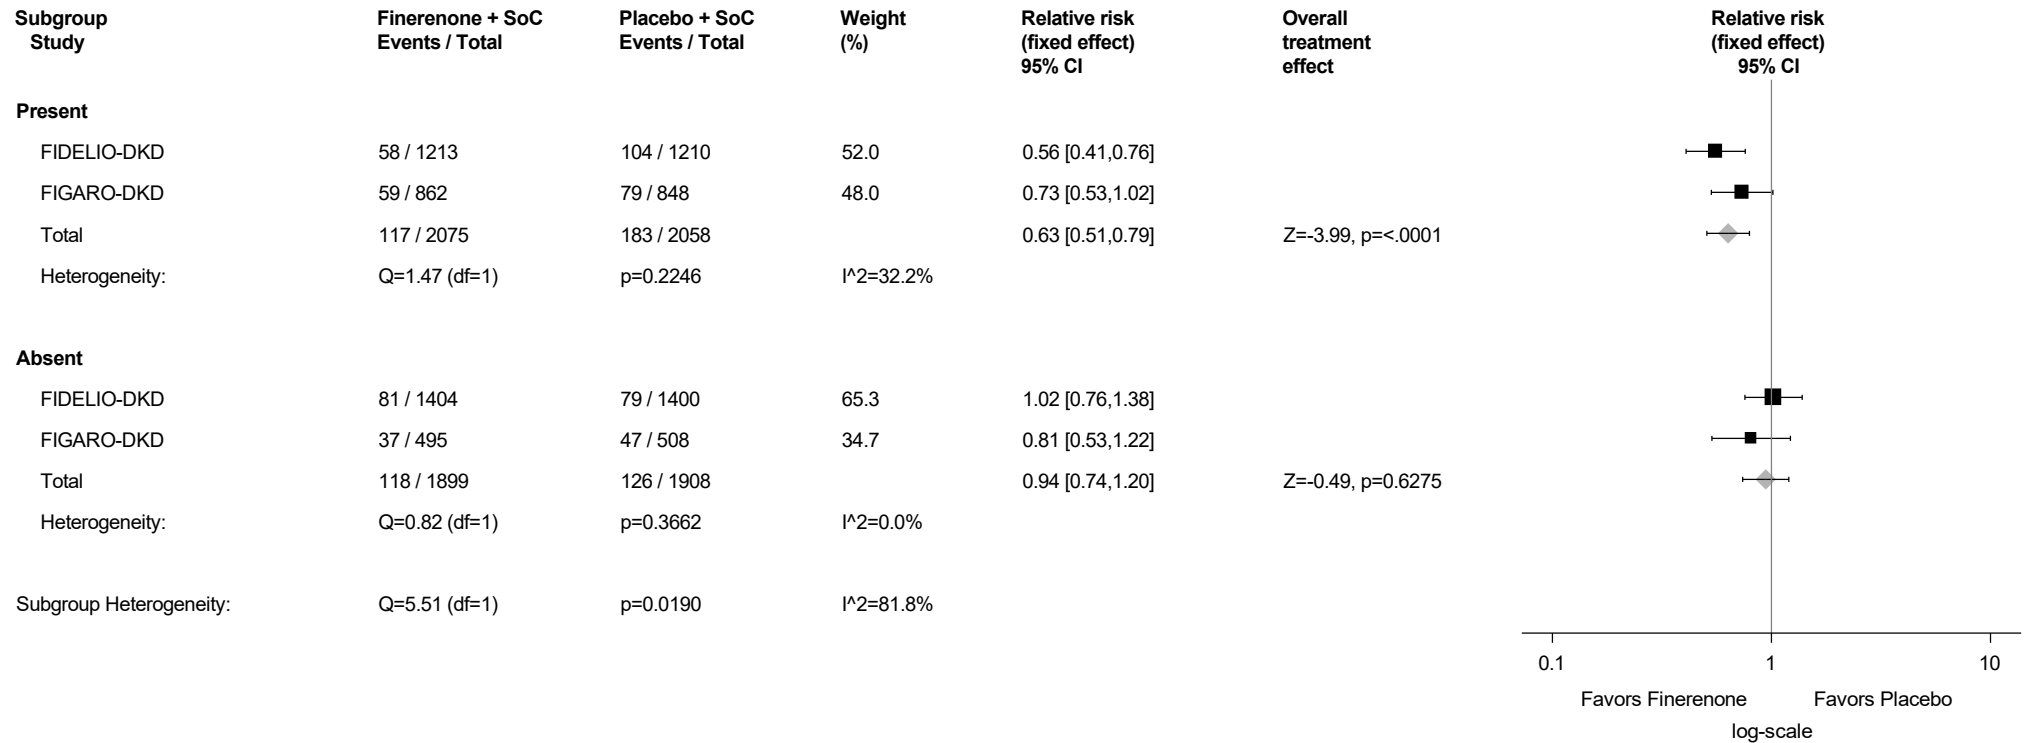 Subgroup Finerenone + SoC Placebo + SoC Weight Relative risk Overall Relative risk
Study Events / Total Events / Total (%) (fixed effect) treatment (fixed effect)
95% CI effect 95% CI
Present
FIDELIO-DKD 58 / 1213 104 / 1210 52.0 0.56 [0.41,0.76]
FIGARO-DKD 59 / 862 79 / 848 48.0 0.73 [0.53,1.02]
Total 117 / 2075 183 / 2058 0.63 [0.51,0.79] Z=-3.99, p=<.0001
Heterogeneity: Q=1.47 (df=1) p=0.2246 I^2=32.2%
Absent
FIDELIO-DKD 81 / 1404 79 / 1400 65.3 1.02 [0.76,1.38]
FIGARO-DKD 37 / 495 47 / 508 34.7 0.81 [0.53,1.22]
Total 118 / 1899 126 / 1908 0.94 [0.74,1.20] Z=-0.49, p=0.6275
Heterogeneity: Q=0.82 (df=1) p=0.3662 I^2=0.0%
Subgroup Heterogeneity: Q=5.51 (df=1) p=0.0190 I^2=81.8%
0.1 1 10
Favors Finerenone Favors Placebo
log-scale